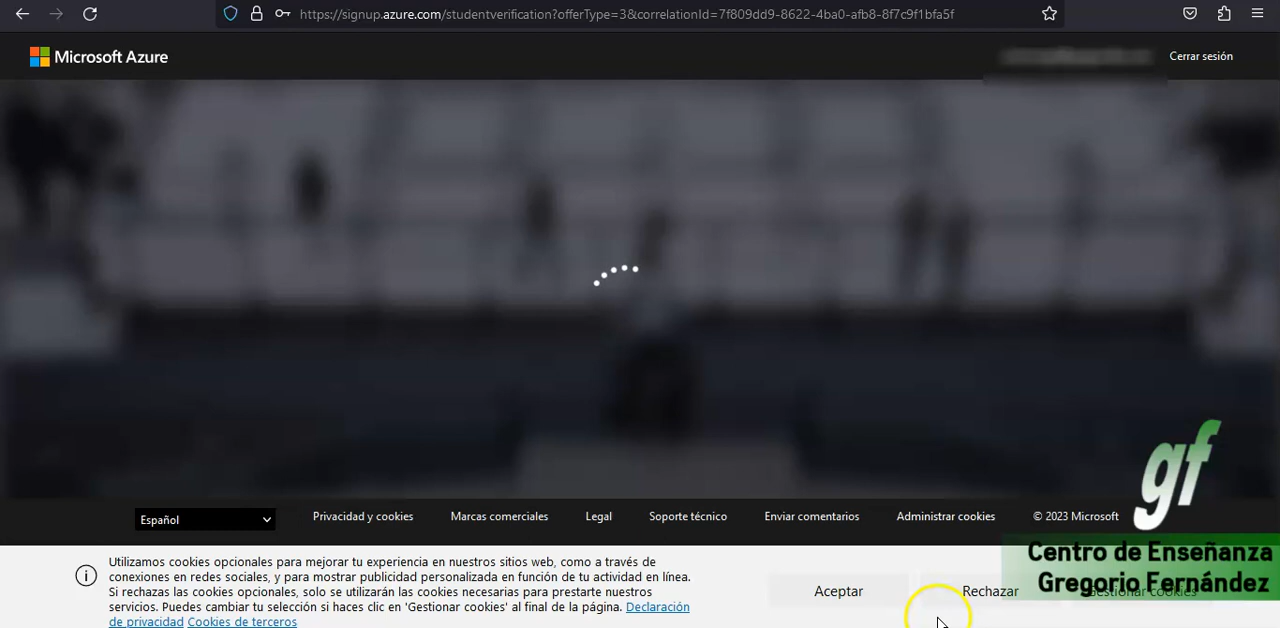 https://signup.azure.com/studentverification?offerType=3&correlationId=7f809dd9-8622-4ba0-afb8-8f7c9f1bfa5f
Microsoft Azure
Cerrar sesión
Español
Privacidad y cookies
Marcas comerciales
Legal
Soporte técnico
Enviar comentarios
Administrar cookies
© 2023 Microsoft
gf
Centro de Enseñanza
Gregorio Fernández
Utilizamos cookies opcionales para mejorar tu experiencia en nuestros sitios web, como a través de
conexiones en redes sociales, y para mostrar publicidad personalizada en función de tu actividad en línea.
Si rechazas las cookies opcionales, solo se utilizarán las cookies necesarias para prestarte nuestros
servicios. Puedes cambiar tu selección si haces clic en 'Gestionar cookies' al final de la página. Declaración
de privacidad Cookies de terceros
Aceptar
Rechazar
Gestionar cookies